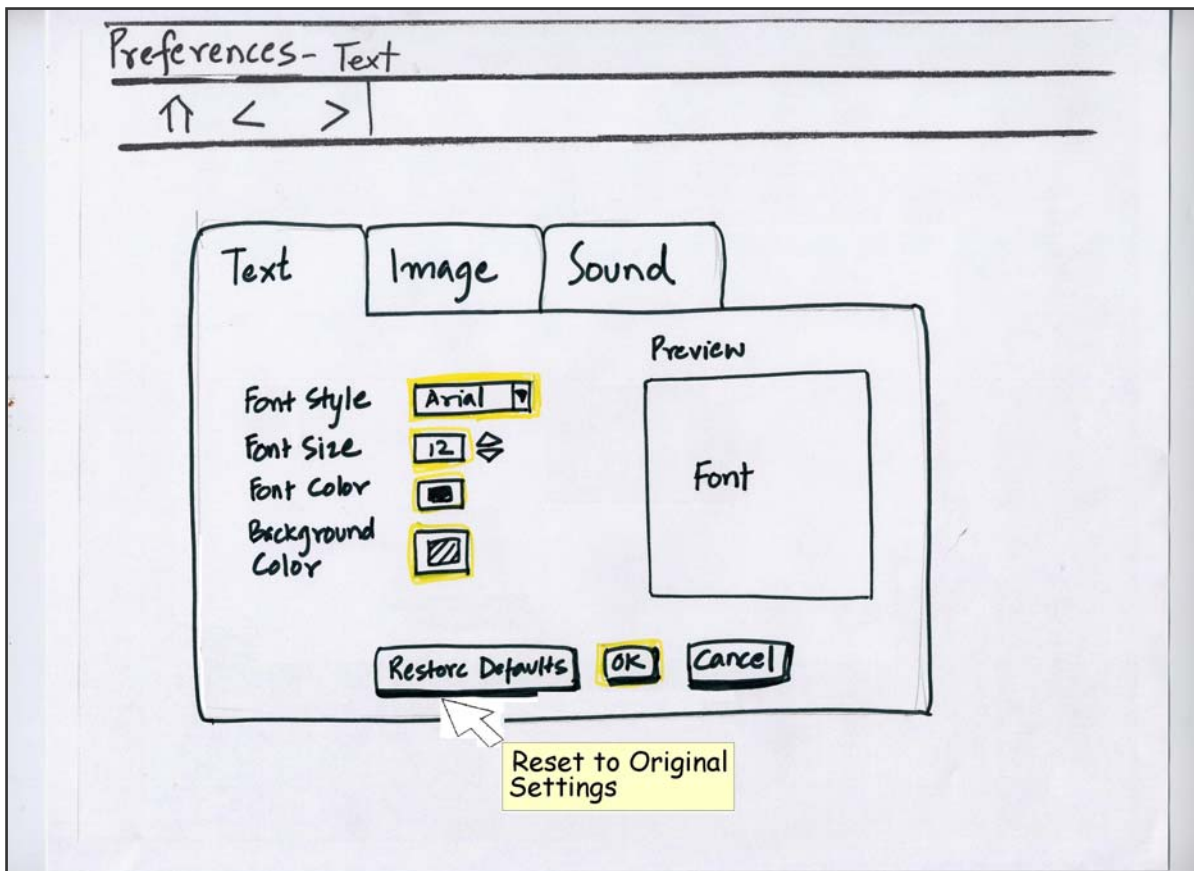 Preferences - Text
Text Image Sound
Preview
Font Style Arial
Font Size 12
Font Color
Background
Color
Font
Restore Defaults OK Cancel
Reset to Original
Settings